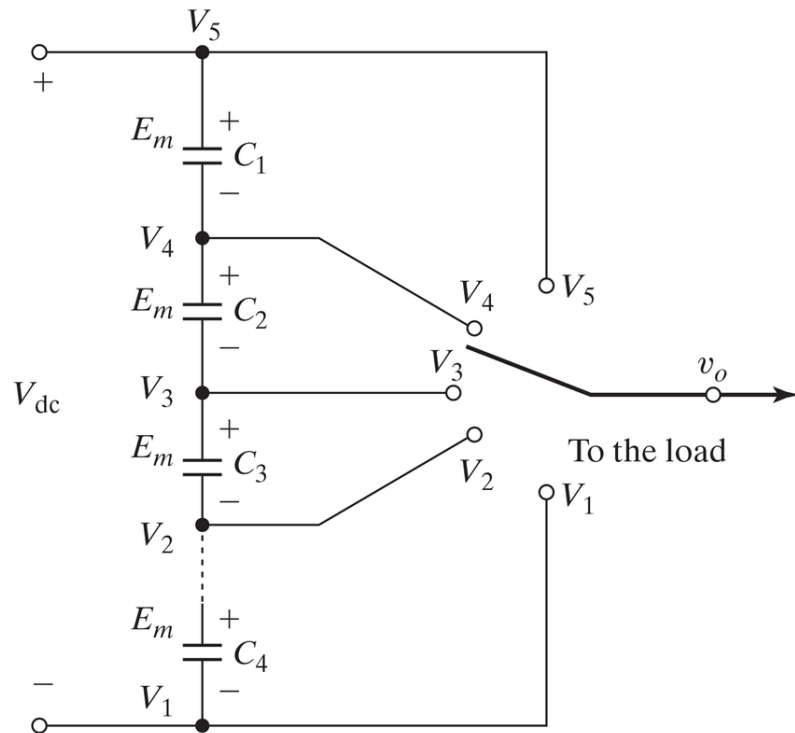 V5
+
Em + C1 −
V4
+
Em C2 −
V4 V5
V3 vo
Vdc V3
+
Em C3 −
To the load
V2 V1
V2
Em + C4 −
−
V1